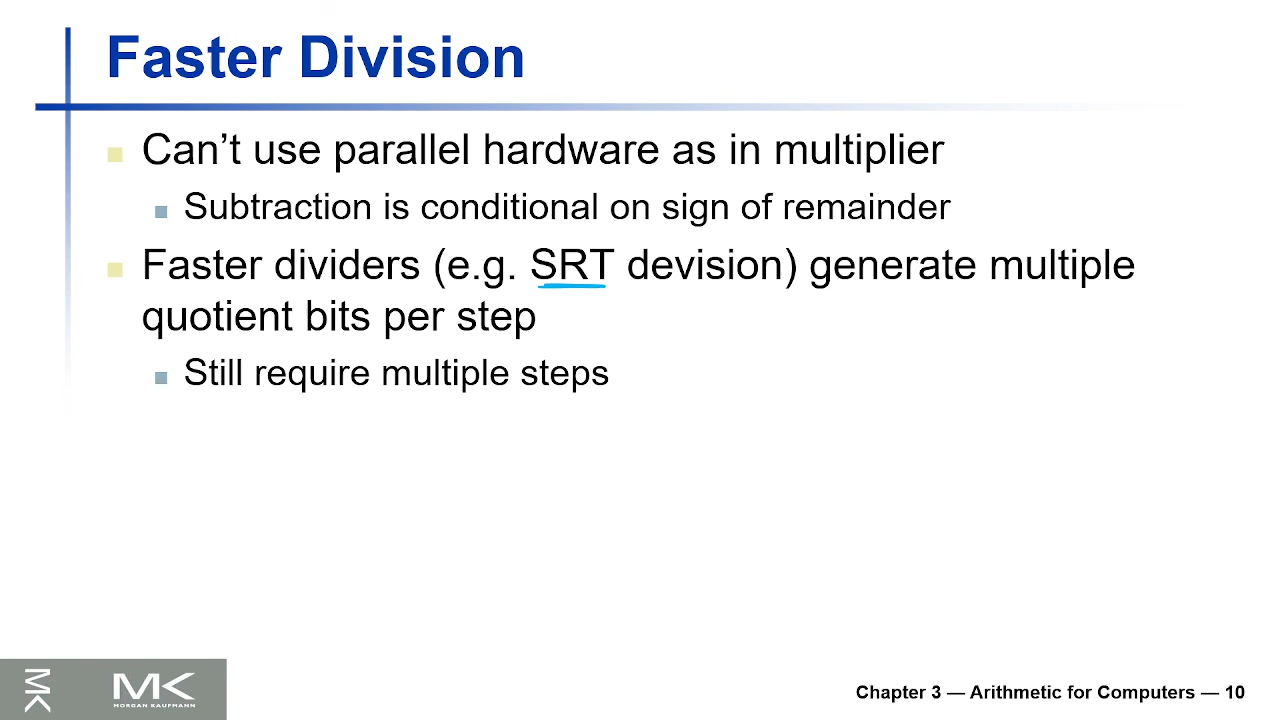 Faster Division
Can't use parallel hardware as in multiplier
Subtraction is conditional on sign of remainder
Faster dividers (e.g. SRT devision) generate multiple
quotient bits per step
Still require multiple steps
MK
MK
MORGAN KAUFMANN
Chapter 3 — Arithmetic for Computers — 10